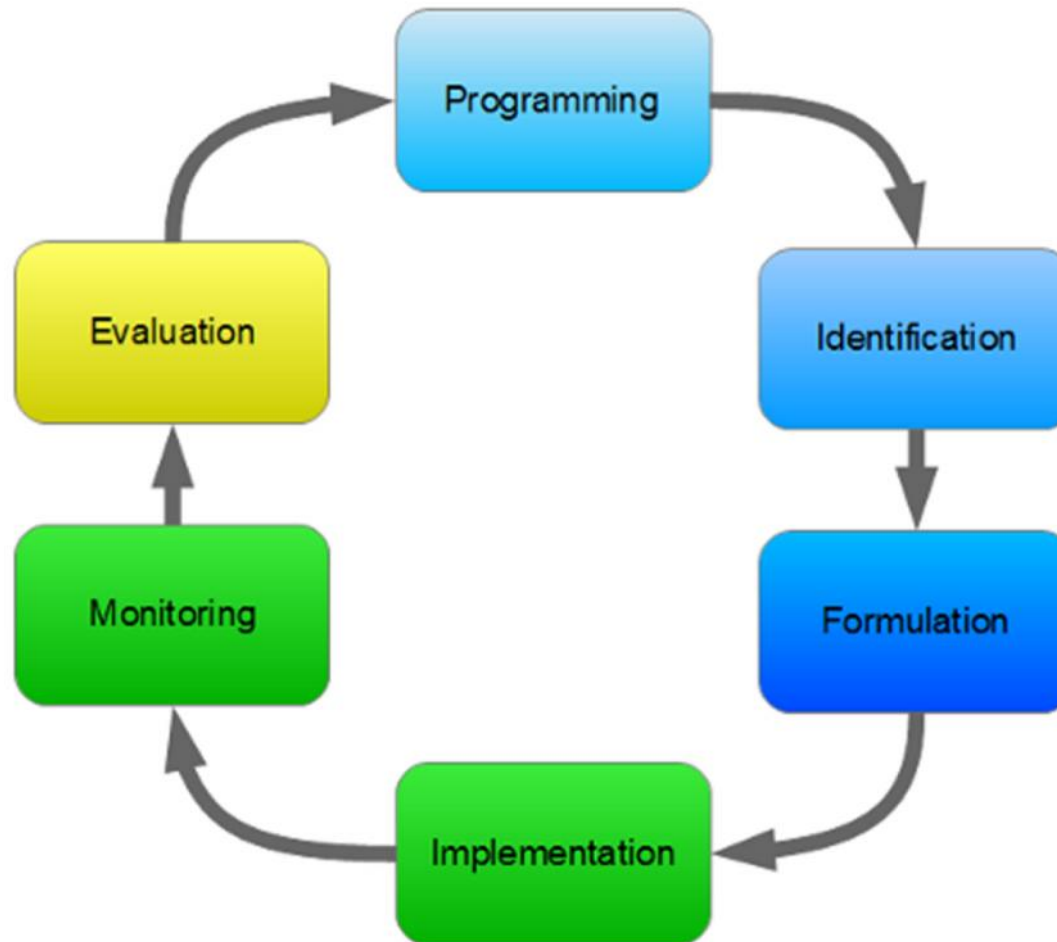 Programming
Identification
Formulation
Implementation
Monitoring
Evaluation